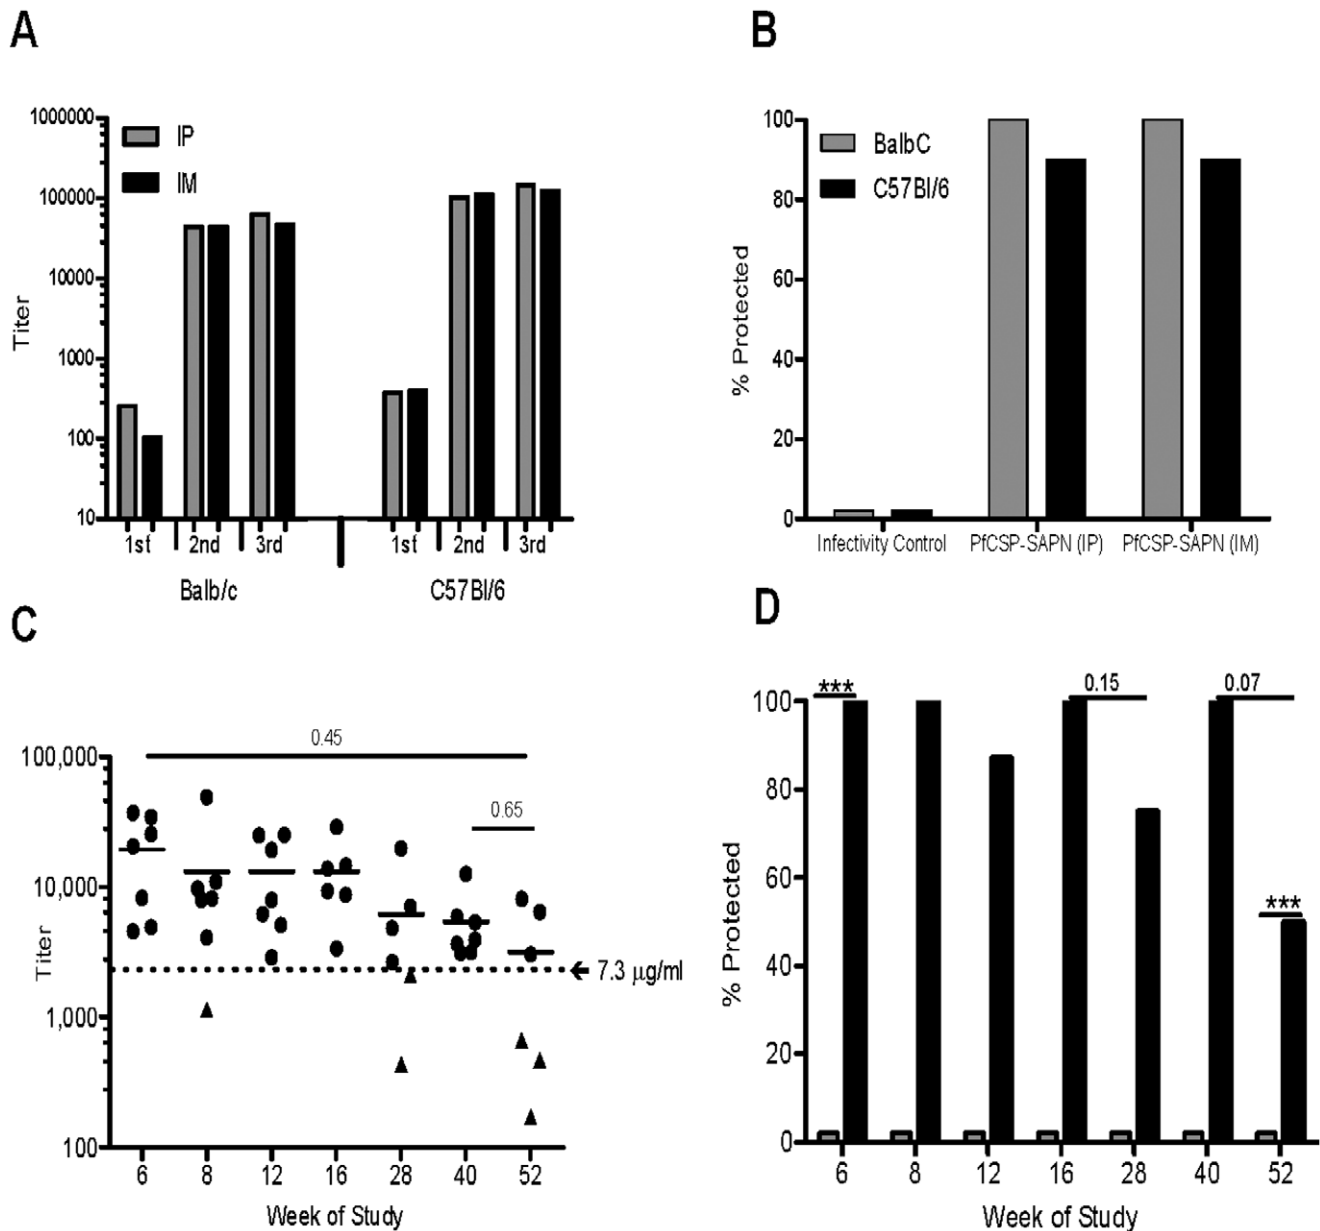 A
1000000
100000
10000
1000
100
10
Titer
IP
IM
1st 2nd 3rd 1st 2nd 3rd
Balb/c C57Bl/6
B
100
80
60
40
20
0
% Protected
BalbC
C57Bl/6
Infectivity Control PfCSP-SAPN (IP) PfCSP-SAPN (IM)
C
100,000
10,000
1,000
100
Titer
0.45
0.65
7.3 µg/ml
6 8 12 16 28 40 52
Week of Study
D
*** 0.15 0.07
100
80
60
40
20
0
% Protected
***
6 8 12 16 28 40 52
Week of Study